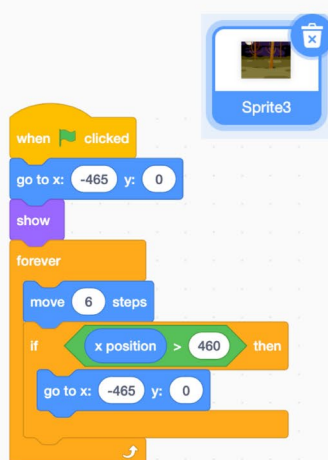 Sprite3
when clicked
go to x: -465 y: 0
show
forever
move 6 steps
if x position > 460 then
go to x: -465 y: 0